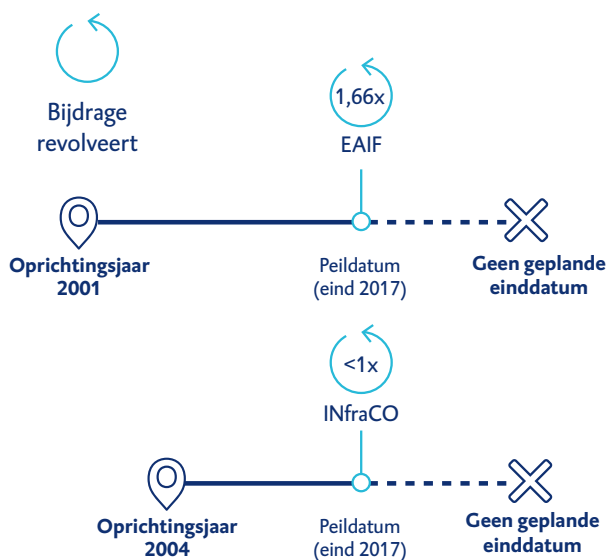 Bijdrage
revolveert
1,66x
EAIF
Oprichtingsjaar
2001
Peildatum
(eind 2017)
Geen geplande
einddatum
<1x
INfraCO
Oprichtingsjaar
2004
Peildatum
(eind 2017)
Geen geplande
einddatum